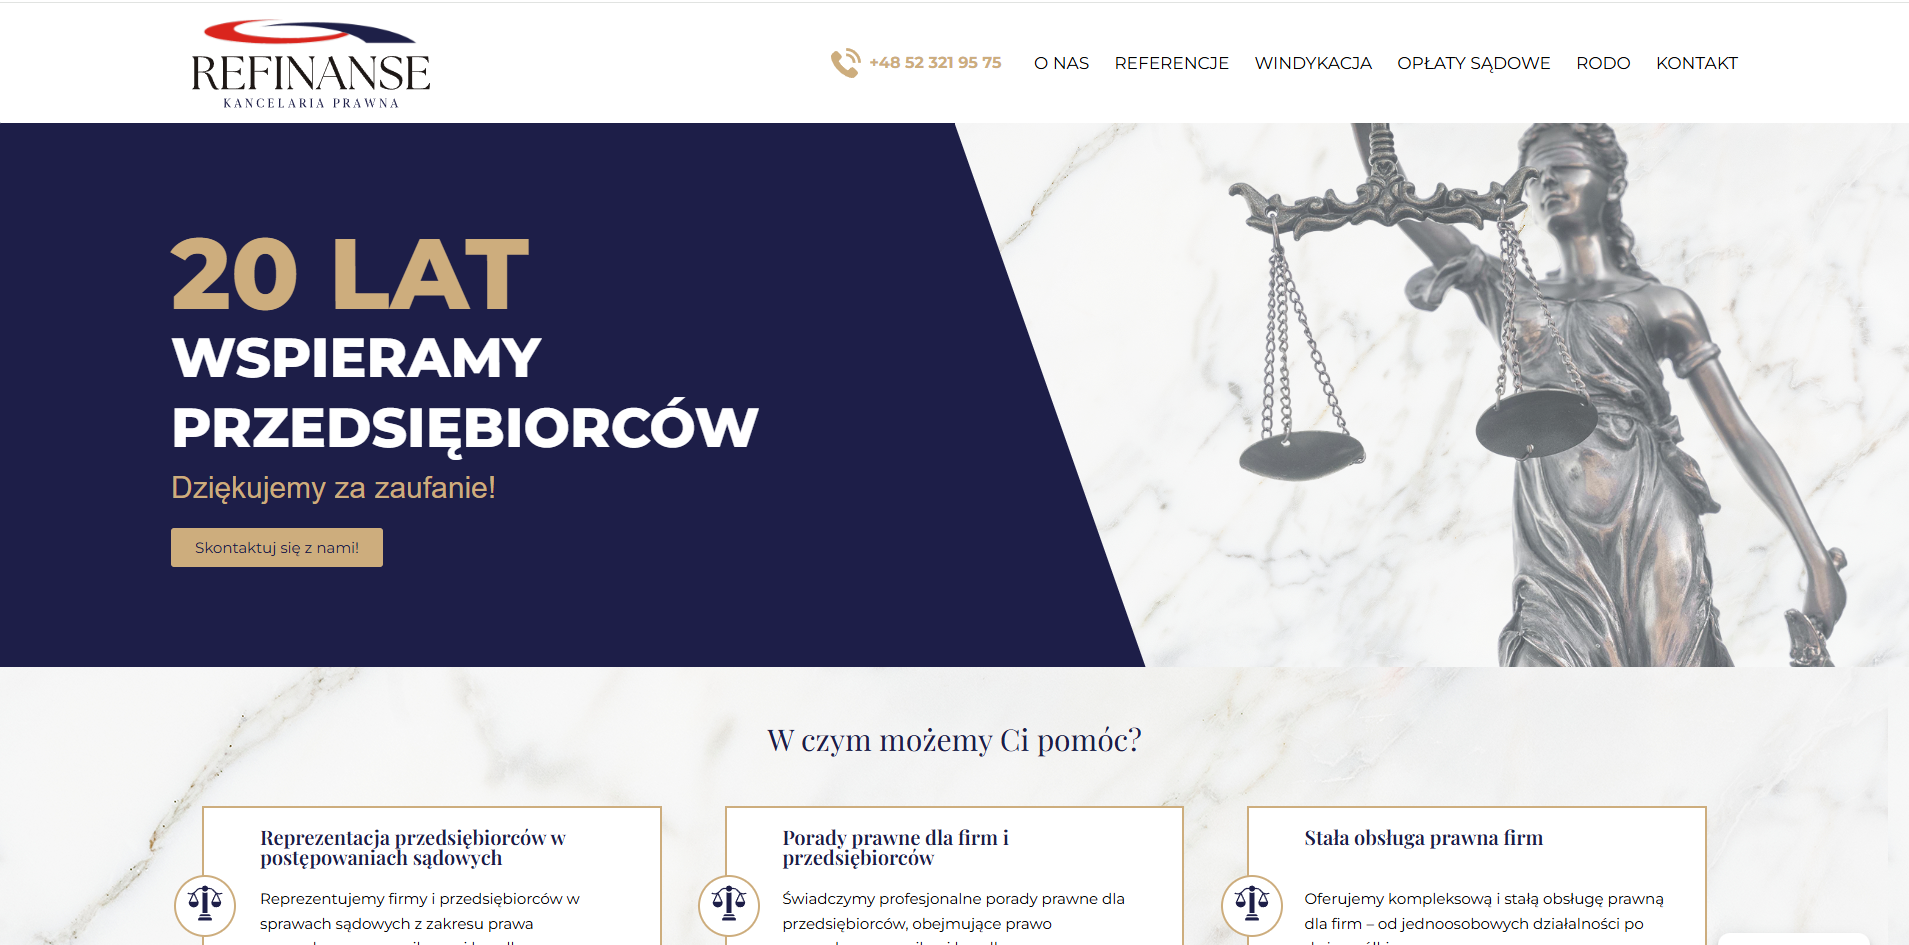 REFINANSE
KANCELARIA PRAWNA
+48 52 321 95 75
O NAS
REFERENCJE
WINDYKACJA
OPŁATY SĄDOWE
RODO
KONTAKT
20 LAT
WSPIERAMY
PRZEDSIĘBIORCÓW
Dziękujemy za zaufanie!
Skontaktuj się z nami!
W czym możemy Ci pomóc?
Reprezentacja przedsiębiorców w
postępowaniach sądowych
Reprezentujemy firmy i przedsiębiorców w
sprawach sądowych z zakresu prawa
Porady prawne dla firm i
przedsiębiorców
Świadczymy profesjonalne porady prawne dla
przedsiębiorców, obejmujące prawo
Stała obsługa prawna firm
Oferujemy kompleksową i stałą obsługę prawną
dla firm – od jednoosobowych działalności po